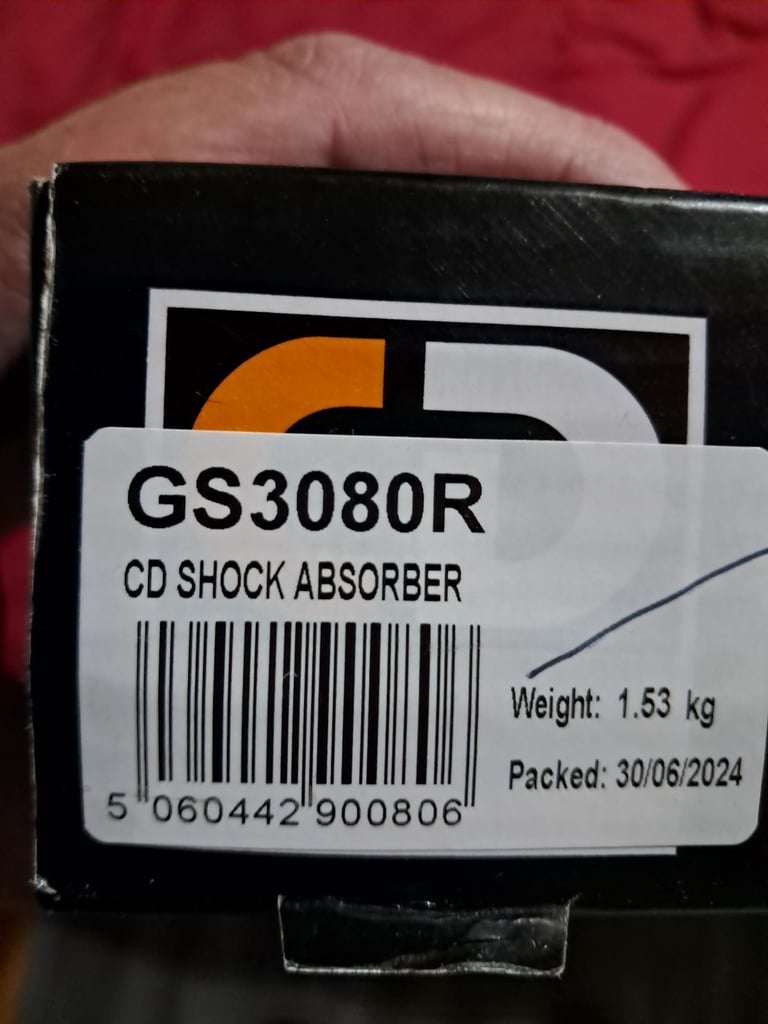 GS3080R
CD SHOCK ABSORBER
Weight: 1.53 kg
Packed: 30/06/2024
5 060442 900806